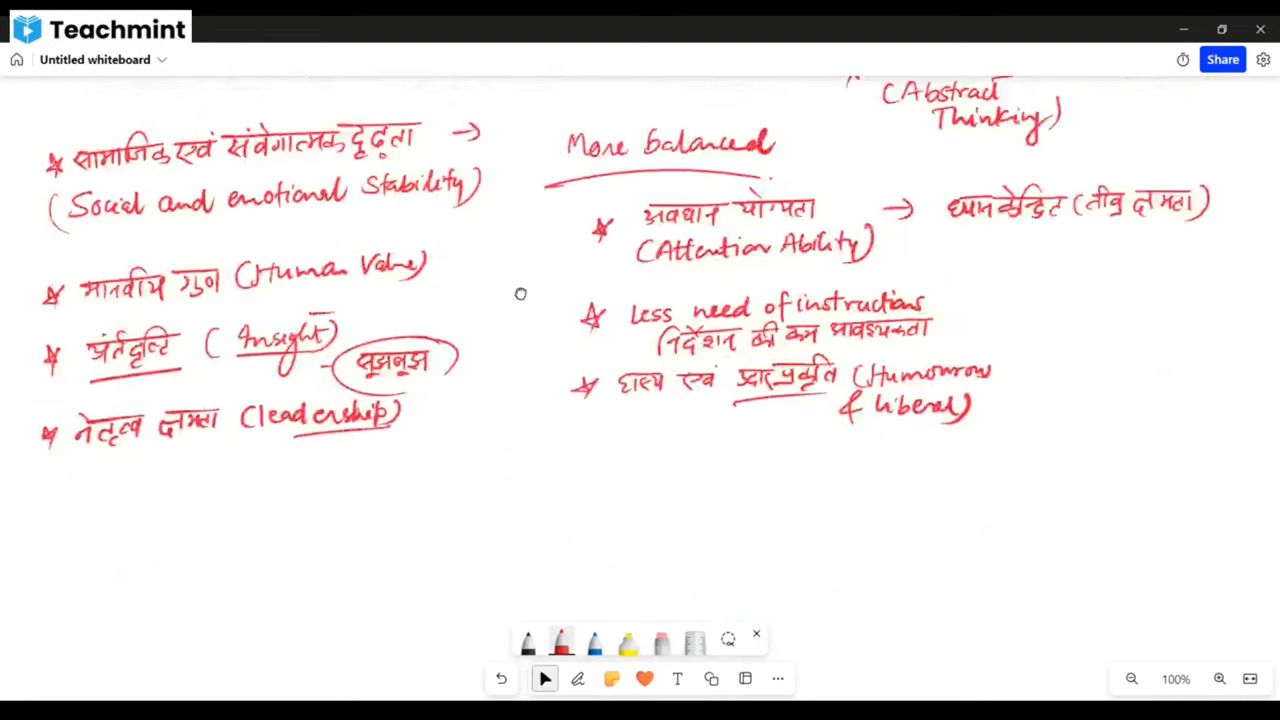 Teachmint
Untitled whiteboard
Share
(Abstract
Thinking)
* सामाजिक एवं संवेगात्मक दृढ़ता →
(Social and emotional Stability)
More balanced
* मानवीय गुण (Human Value)
* अंर्तदृष्टि (Insight) - सूझबूझ
* नेतृत्व क्षमता (leadership)
* अवधान योग्यता → ध्यानकेन्द्रित (तीव्र क्षमता)
(Attention Ability)
* Less need of instructions
निर्देशन की कम आवश्यकता
* हास्य एवं उदार प्रकृति (Humourous
& liberal)
100%